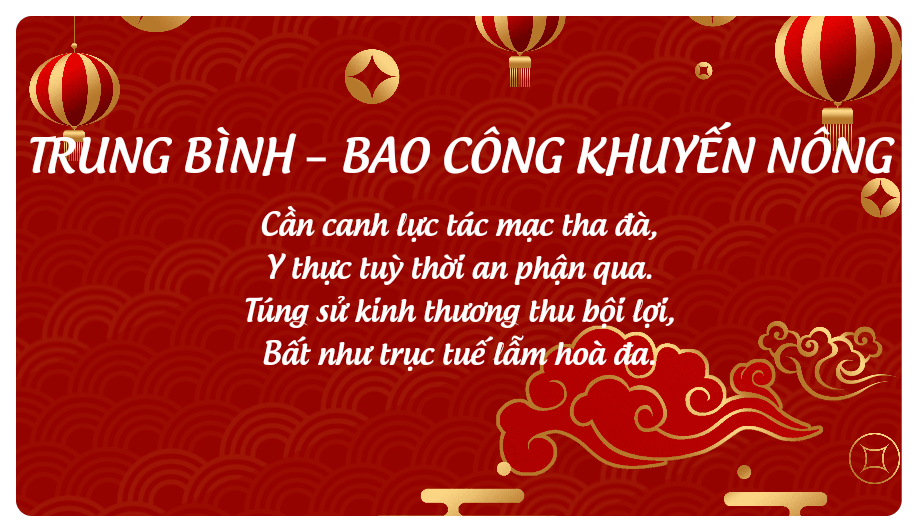 TRUNG BÌNH – BAO CÔNG KHUYẾN NÔNG
Cần canh lực tác mạc tha đà,
Y thực tuỳ thời an phận qua.
Túng sử kinh thương thu bội lợi,
Bất như trục tuế lẫm hoà đa.